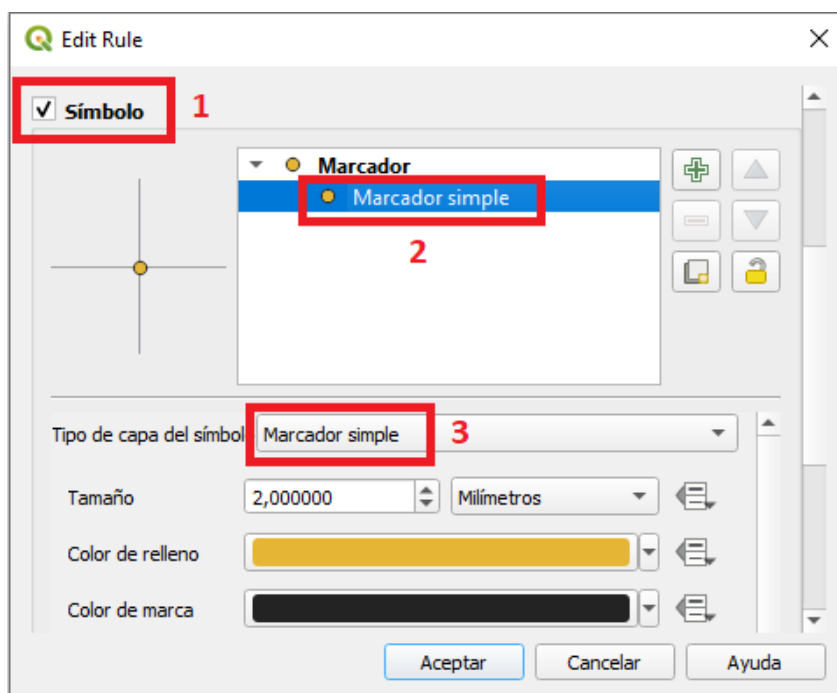 Edit Rule
Símbolo 1
Marcador
Marcador simple
2
Tipo de capa del símbol Marcador simple 3
Tamaño 2,000000 Milímetros
Color de relleno
Color de marca
Aceptar Cancelar Ayuda